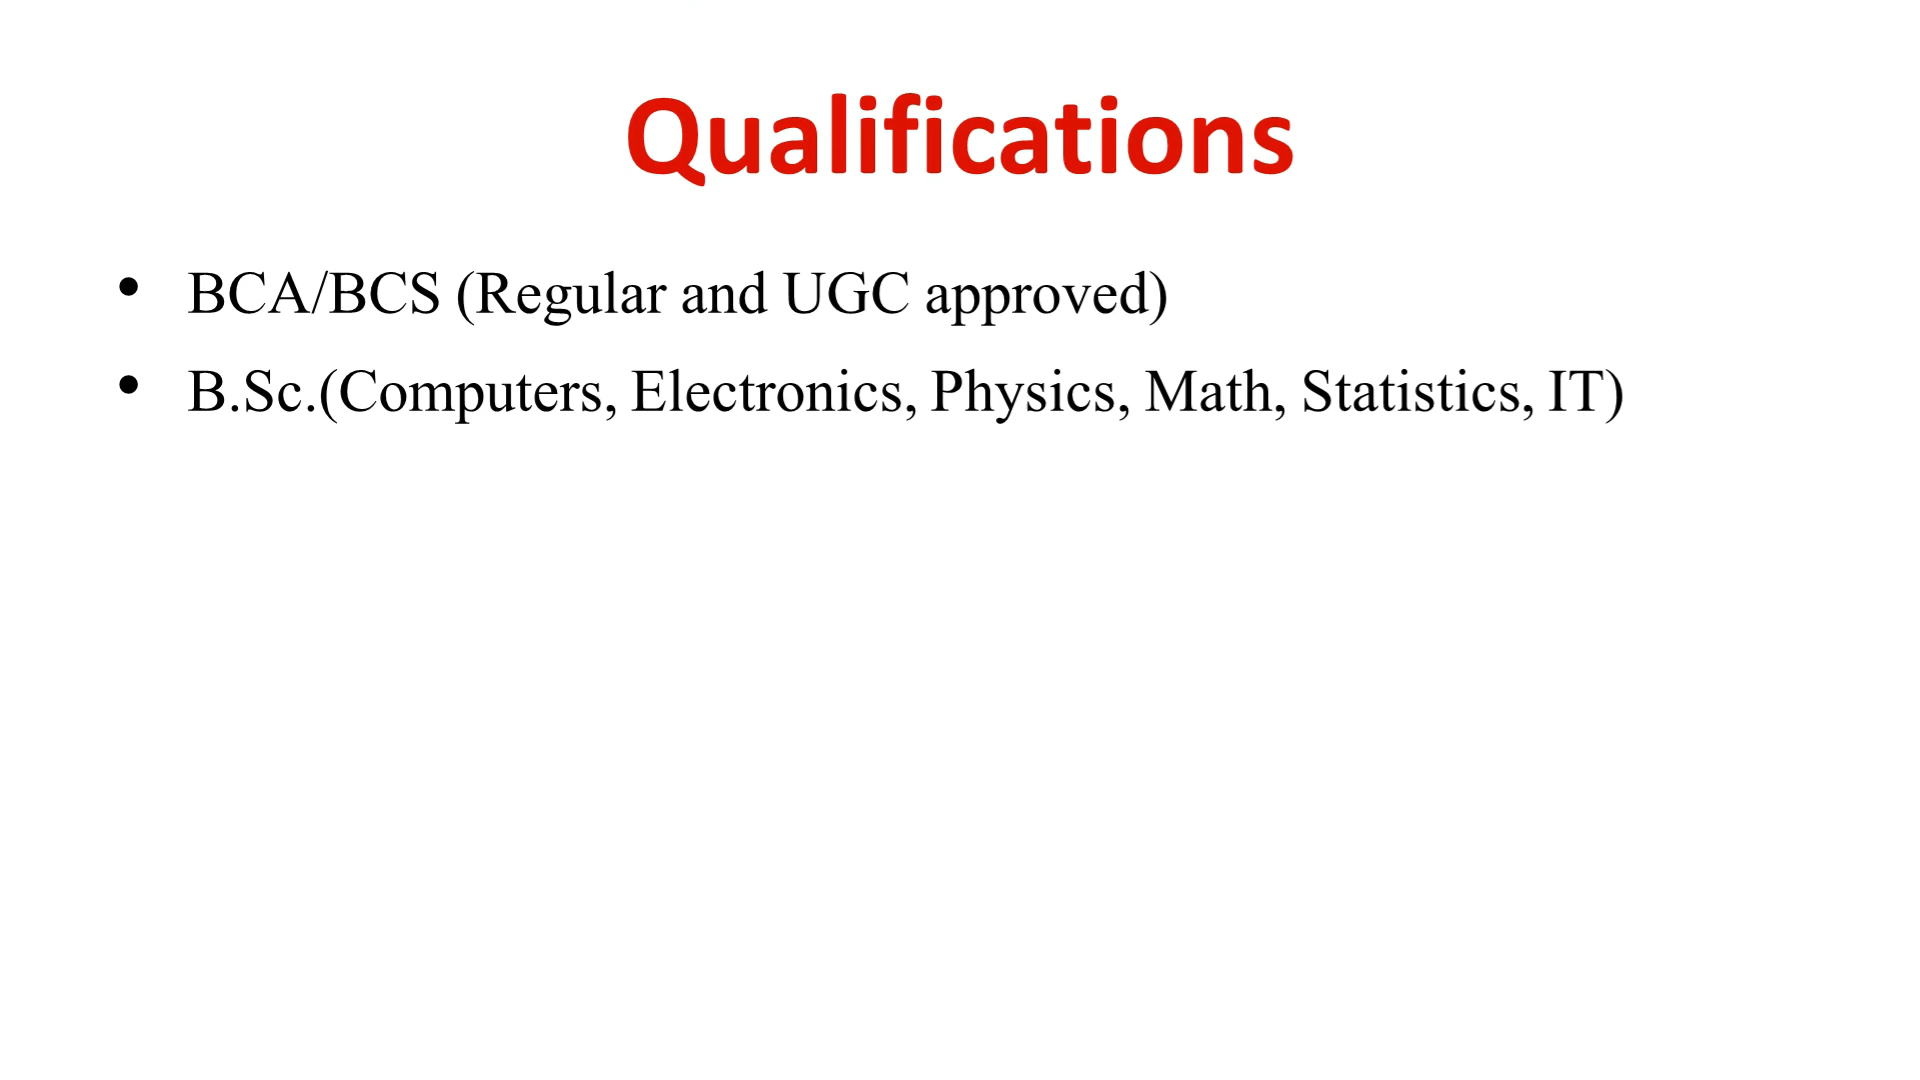 Qualifications
• BCA/BCS (Regular and UGC approved)
• B.Sc.(Computers, Electronics, Physics, Math, Statistics, IT)